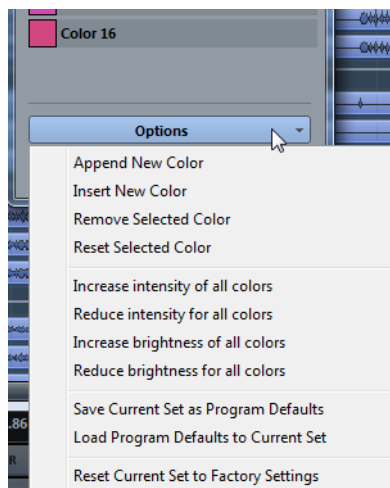 Color 16
Options
Append New Color
Insert New Color
Remove Selected Color
Reset Selected Color
Increase intensity of all colors
Reduce intensity for all colors
Increase brightness of all colors
Reduce brightness for all colors
Save Current Set as Program Defaults
.86
Load Program Defaults to Current Set
R
Reset Current Set to Factory Settings